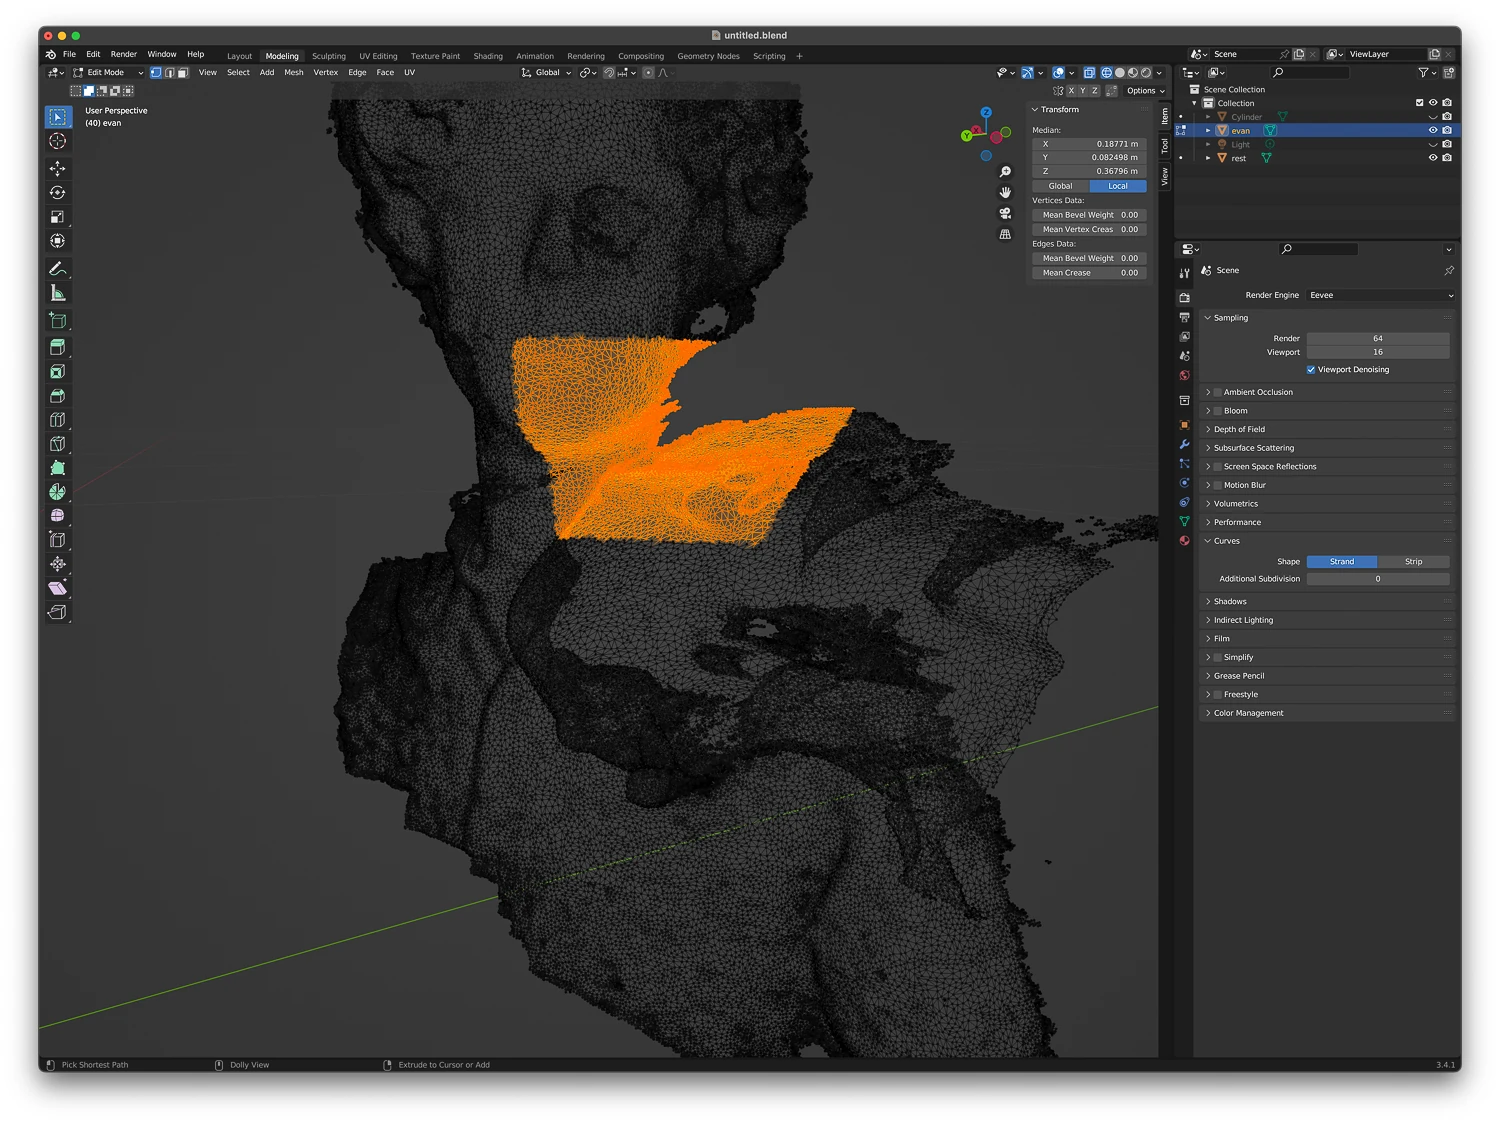 untitled.blend
File Edit Render Window Help Layout Modeling Sculpting UV Editing Texture Paint Shading Animation Rendering Compositing Geometry Nodes Scripting + Scene ViewLayer
Edit Mode View Select Add Mesh Vertex Edge Face UV Global
X Y Z Options
User Perspective
(40) evan
Z
Y
Transform
Median:
X 0.18771 m
Y 0.082498 m
Z 0.36796 m
Global Local
Vertices Data:
Mean Bevel Weight 0.00
Mean Vertex Creas 0.00
Edges Data:
Mean Bevel Weight 0.00
Mean Crease 0.00
Item
Tool
View
Scene Collection
Collection
Cylinder
evan
Light
rest
Scene
Render Engine Eevee
Sampling
Render 64
Viewport 16
Viewport Denoising
Ambient Occlusion
Bloom
Depth of Field
Subsurface Scattering
Screen Space Reflections
Motion Blur
Volumetrics
Performance
Curves
Shape Strand Strip
Additional Subdivision 0
Shadows
Indirect Lighting
Film
Simplify
Grease Pencil
Freestyle
Color Management
Pick Shortest Path Dolly View Extrude to Cursor or Add 3.4.1